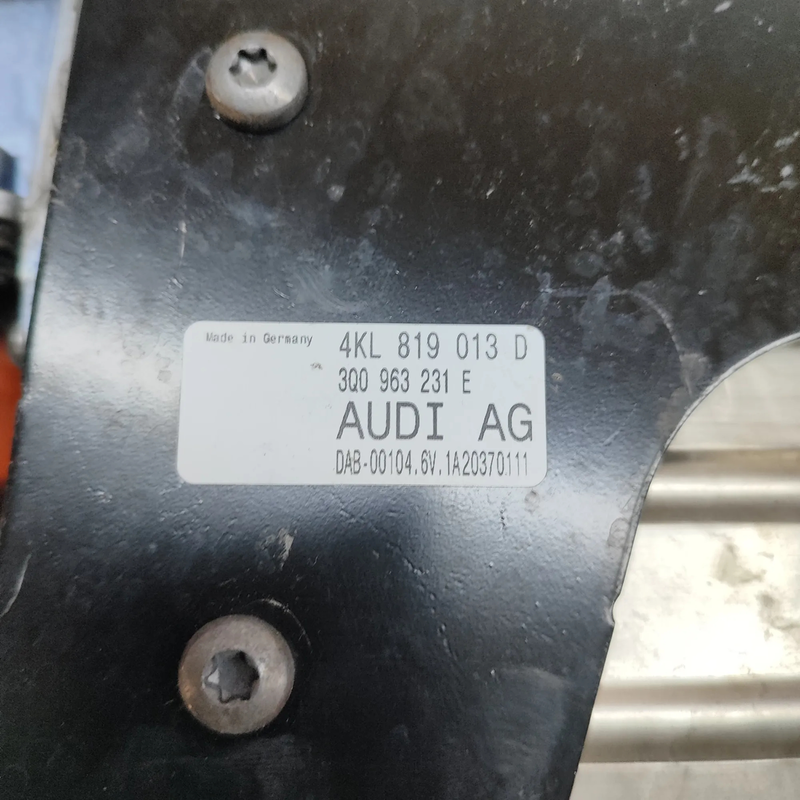 Made in Germany
4KL 819 013 D
3Q0 963 231 E
AUDI AG
DAB-00104.6V.1A20370111